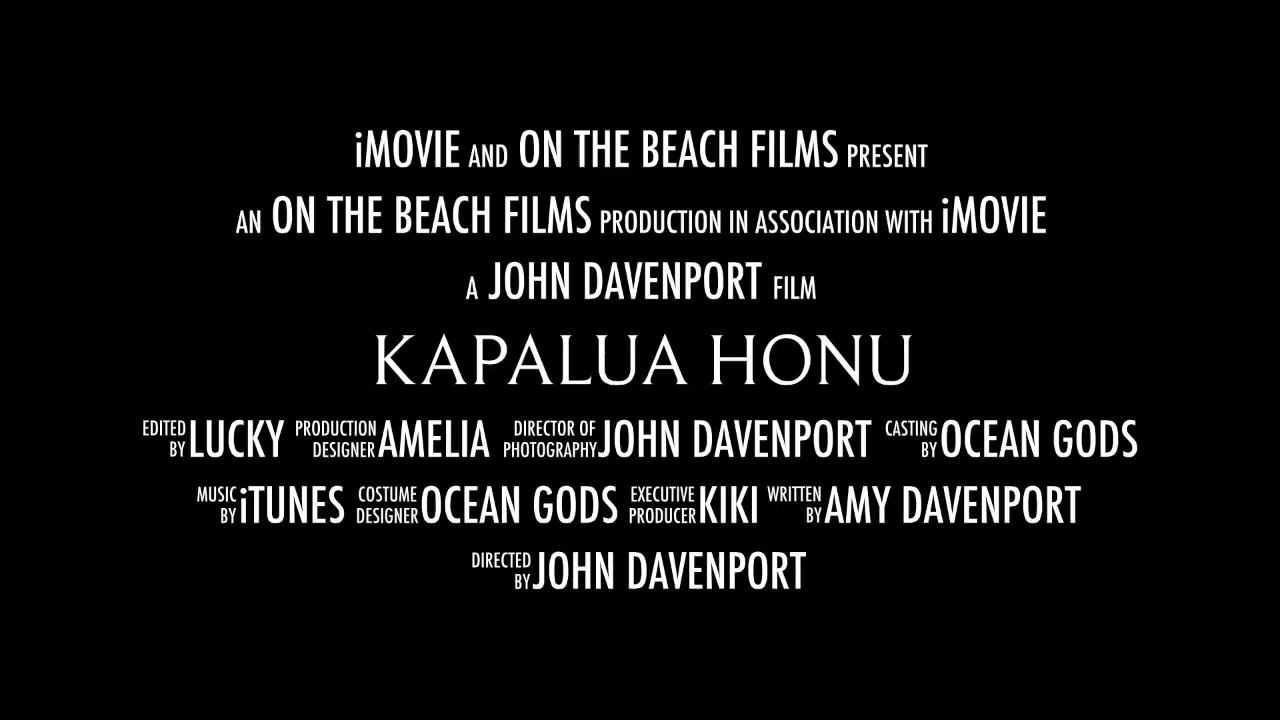 iMOVIE AND ON THE BEACH FILMS PRESENT
AN ON THE BEACH FILMS PRODUCTION IN ASSOCIATION WITH iMOVIE
A JOHN DAVENPORT FILM
KAPALUA HONU
EDITED BY LUCKY PRODUCTION DESIGNER AMELIA DIRECTOR OF PHOTOGRAPHY JOHN DAVENPORT CASTING BY OCEAN GODS
MUSIC BY iTUNES COSTUME DESIGNER OCEAN GODS EXECUTIVE PRODUCER KIKI WRITTEN BY AMY DAVENPORT
DIRECTED BY JOHN DAVENPORT